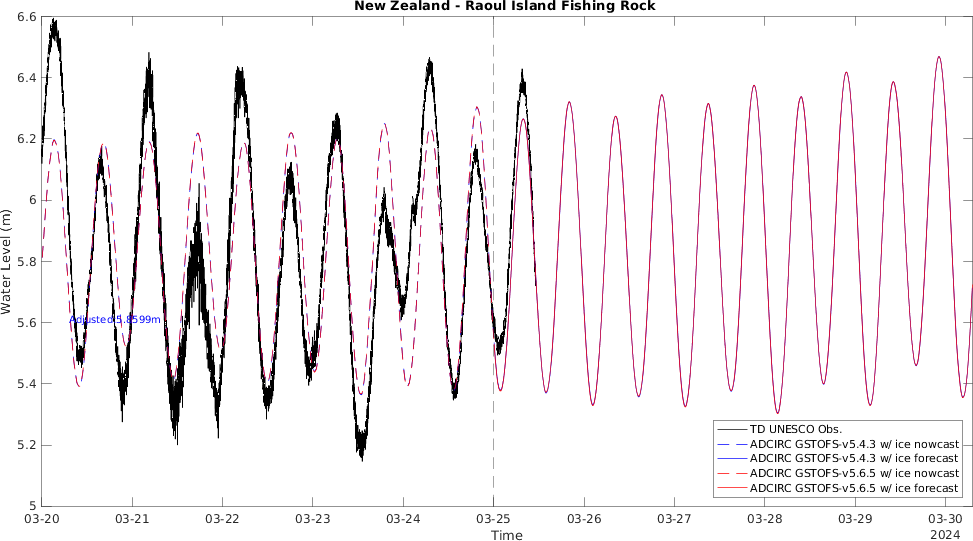 New Zealand - Raoul Island Fishing Rock
6.6
6.4
6.2
6
5.8
5.6
5.4
5.2
5
Water Level (m)
Adjusted 5.8599m
TD UNESCO Obs.
ADCIRC GSTOFS-v5.4.3 w/ ice nowcast
ADCIRC GSTOFS-v5.4.3 w/ ice forecast
ADCIRC GSTOFS-v5.6.5 w/ ice nowcast
ADCIRC GSTOFS-v5.6.5 w/ ice forecast
03-20 03-21 03-22 03-23 03-24 03-25 03-26 03-27 03-28 03-29 03-30
Time
2024